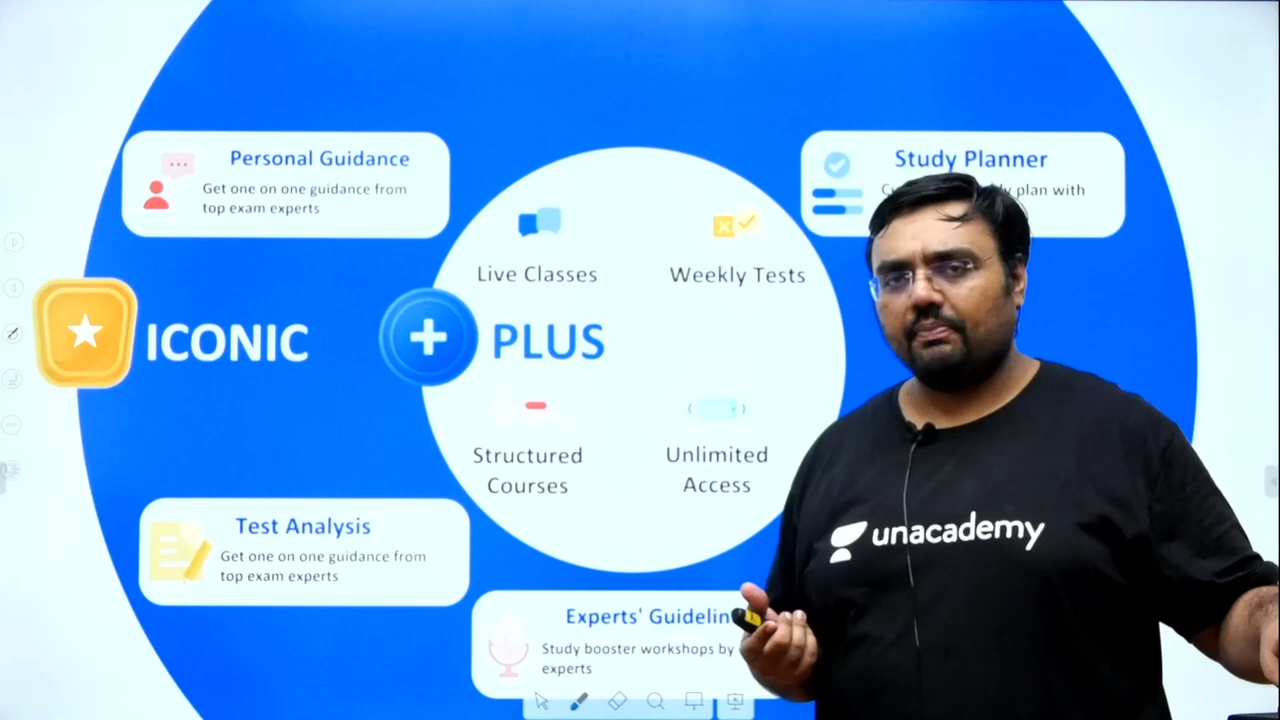 Personal Guidance
Get one on one guidance from
top exam experts
Study Planner
plan with
Live Classes
Weekly Tests
ICONIC
PLUS
Structured
Courses
Unlimited
Access
unacademy
Test Analysis
Get one on one guidance from
top exam experts
Experts'
Study booster workshops by
experts